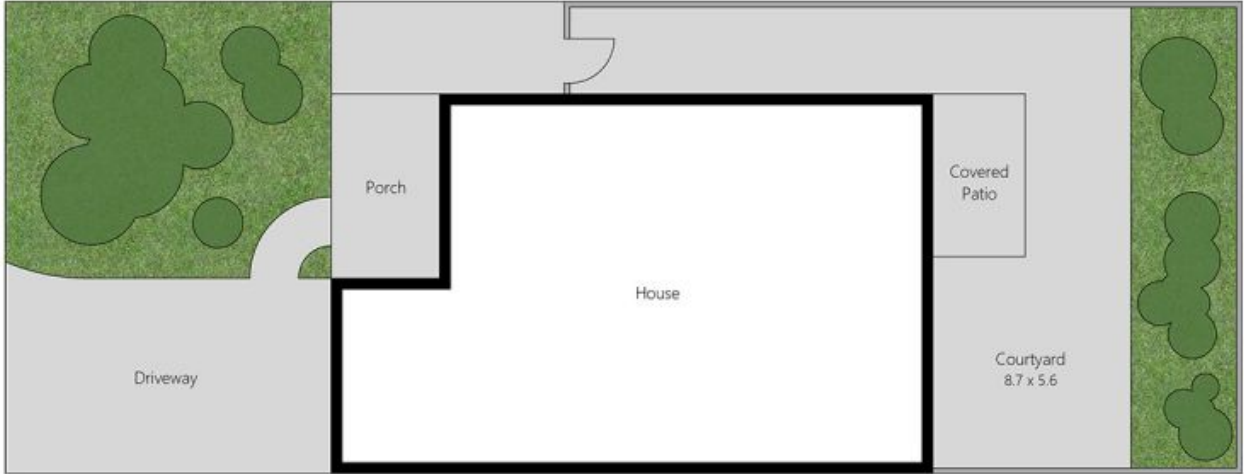 Porch
Covered
Patio
House
Driveway
Courtyard
8.7 x 5.6